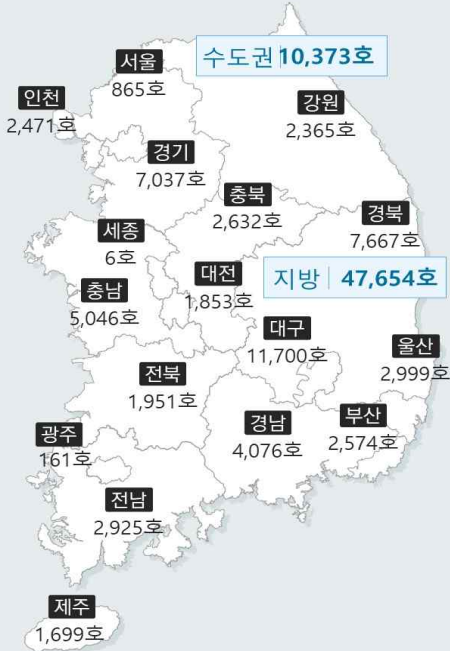 수도권 10,373호
서울
865호
인천
2,471호
강원
2,365호
경기
7,037호
충북
2,632호
경북
7,667호
세종
6호
대전
1,853호
지방 47,654호
충남
5,046호
대구
11,700호
울산
2,999호
전북
1,951호
경남
4,076호
부산
2,574호
광주
161호
전남
2,925호
제주
1,699호